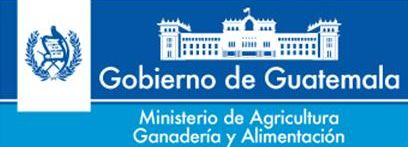 Gobierno de Guatemala
Ministerio de Agricultura
Ganadería y Alimentación